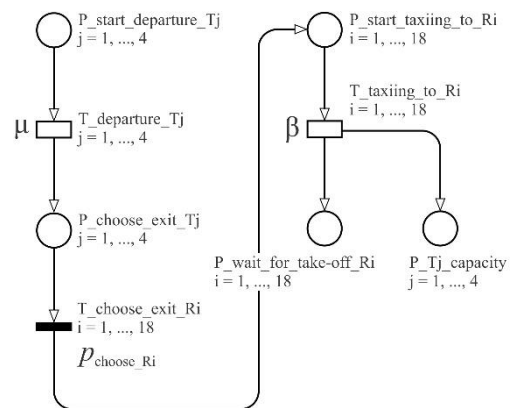 P_start_departure_Tj
j = 1, ..., 4
μ
T_departure_Tj
j = 1, ..., 4
P_choose_exit_Tj
j = 1, ..., 4
T_choose_exit_Ri
i = 1, ..., 18
p choose_Ri
P_start_taxiing_to_Ri
i = 1, ..., 18
T_taxiing_to_Ri
i = 1, ..., 18
β
P_wait_for_take-off_Ri
i = 1, ..., 18
P_Tj_capacity
j = 1, ..., 4